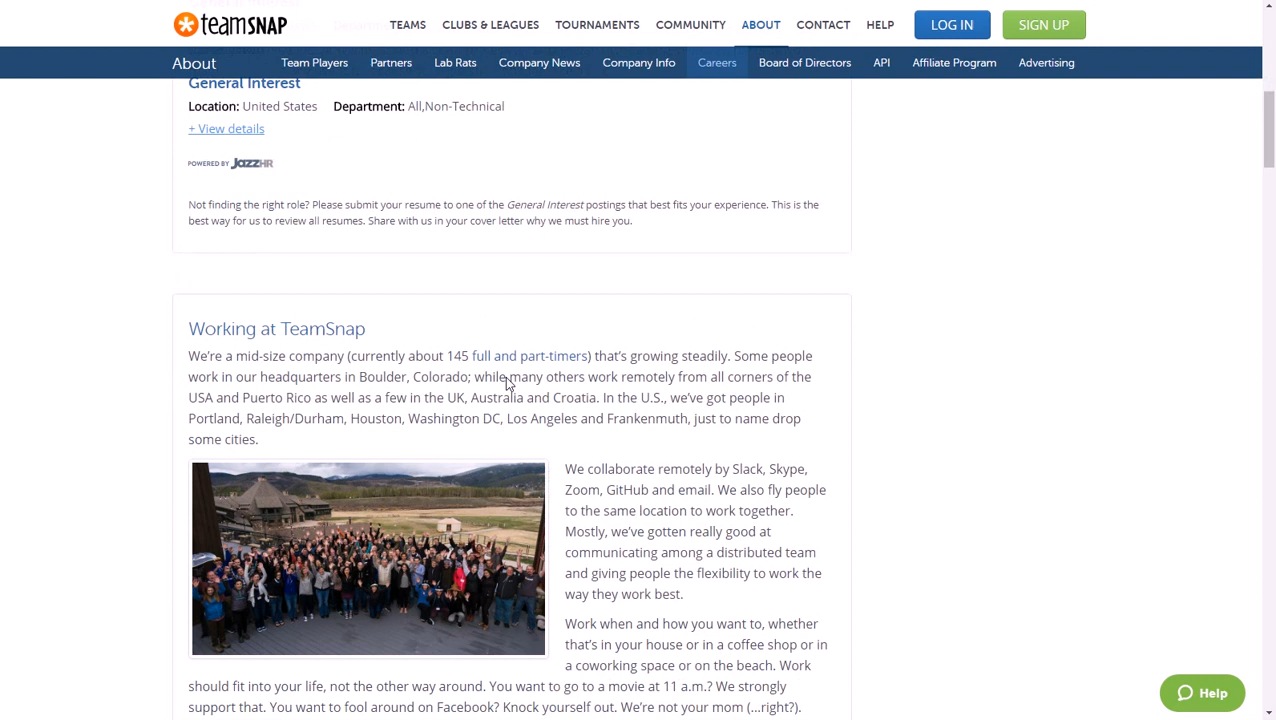 teamSNAP
TEAMS CLUBS & LEAGUES TOURNAMENTS COMMUNITY ABOUT CONTACT HELP LOG IN SIGN UP
About Team Players Partners Lab Rats Company News Company Info Careers Board of Directors API Affiliate Program Advertising
General Interest
Location: United States Department: All,Non-Technical
+ View details
POWERED BY JAZZHR
Not finding the right role? Please submit your resume to one of the General Interest postings that best fits your experience. This is the
best way for us to review all resumes. Share with us in your cover letter why we must hire you.
Working at TeamSnap
We're a mid-size company (currently about 145 full and part-timers) that's growing steadily. Some people
work in our headquarters in Boulder, Colorado; while many others work remotely from all corners of the
USA and Puerto Rico as well as a few in the UK, Australia and Croatia. In the U.S., we've got people in
Portland, Raleigh/Durham, Houston, Washington DC, Los Angeles and Frankenmuth, just to name drop
some cities.
We collaborate remotely by Slack, Skype,
Zoom, GitHub and email. We also fly people
to the same location to work together.
Mostly, we've gotten really good at
communicating among a distributed team
and giving people the flexibility to work the
way they work best.
Work when and how you want to, whether
that's in your house or in a coffee shop or in
a coworking space or on the beach. Work
should fit into your life, not the other way around. You want to go to a movie at 11 a.m.? We strongly
support that. You want to fool around on Facebook? Knock yourself out. We're not your mom (...right?).
Help